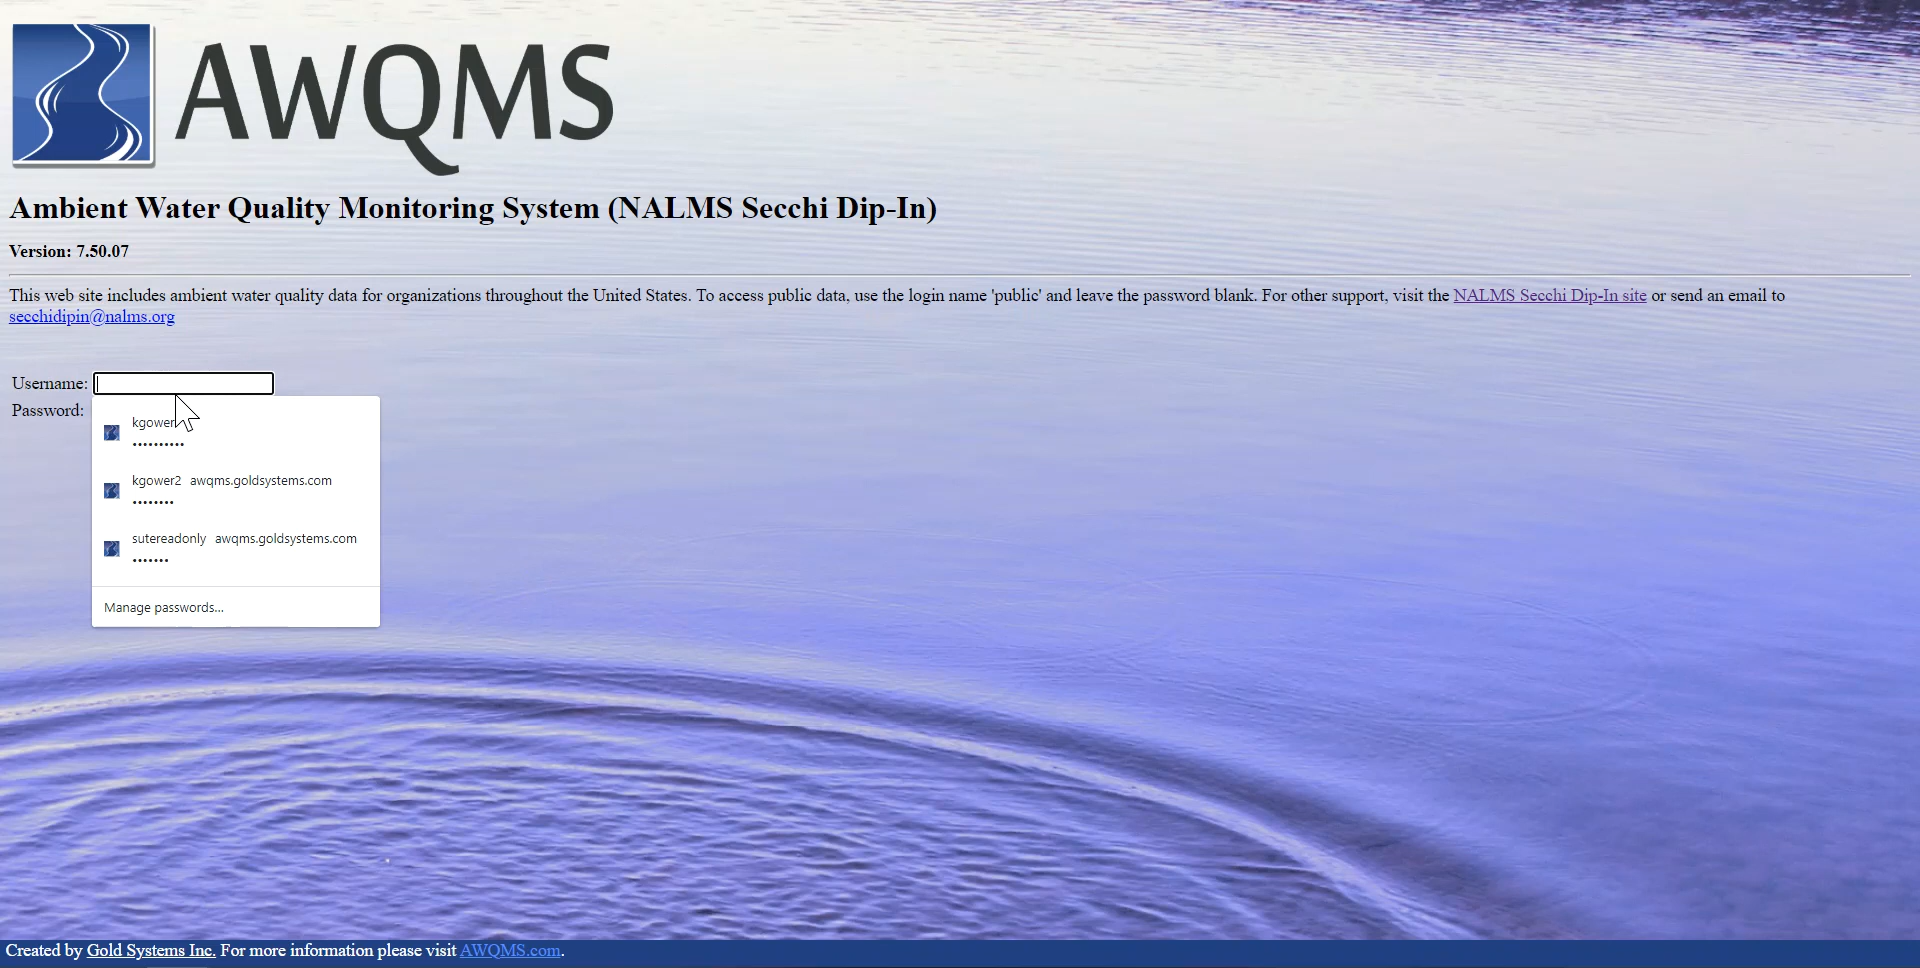 AWQMS
Ambient Water Quality Monitoring System (NALMS Secchi Dip-In)
Version: 7.50.07
This web site includes ambient water quality data for organizations throughout the United States. To access public data, use the login name 'public' and leave the password blank. For other support, visit the NALMS Secchi Dip-In site or send an email to
secchidipin@nalms.org
Username:
Password:
kgower
••••••••••
kgower2 awqms.goldsystems.com
••••••••
sutereadonly awqms.goldsystems.com
•••••••
Manage passwords...
Created by Gold Systems Inc. For more information please visit AWQMS.com.